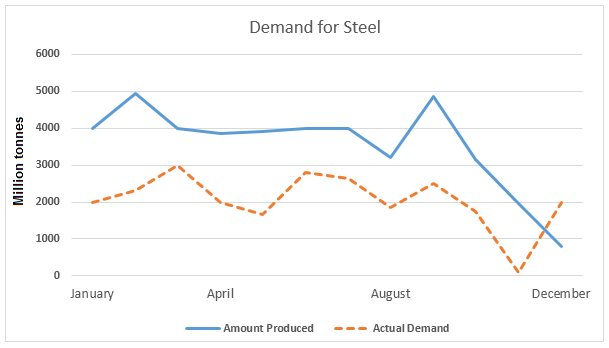 Demand for Steel
Million tonnes
6000
5000
4000
3000
2000
1000
0
January April August December
Amount Produced Actual Demand